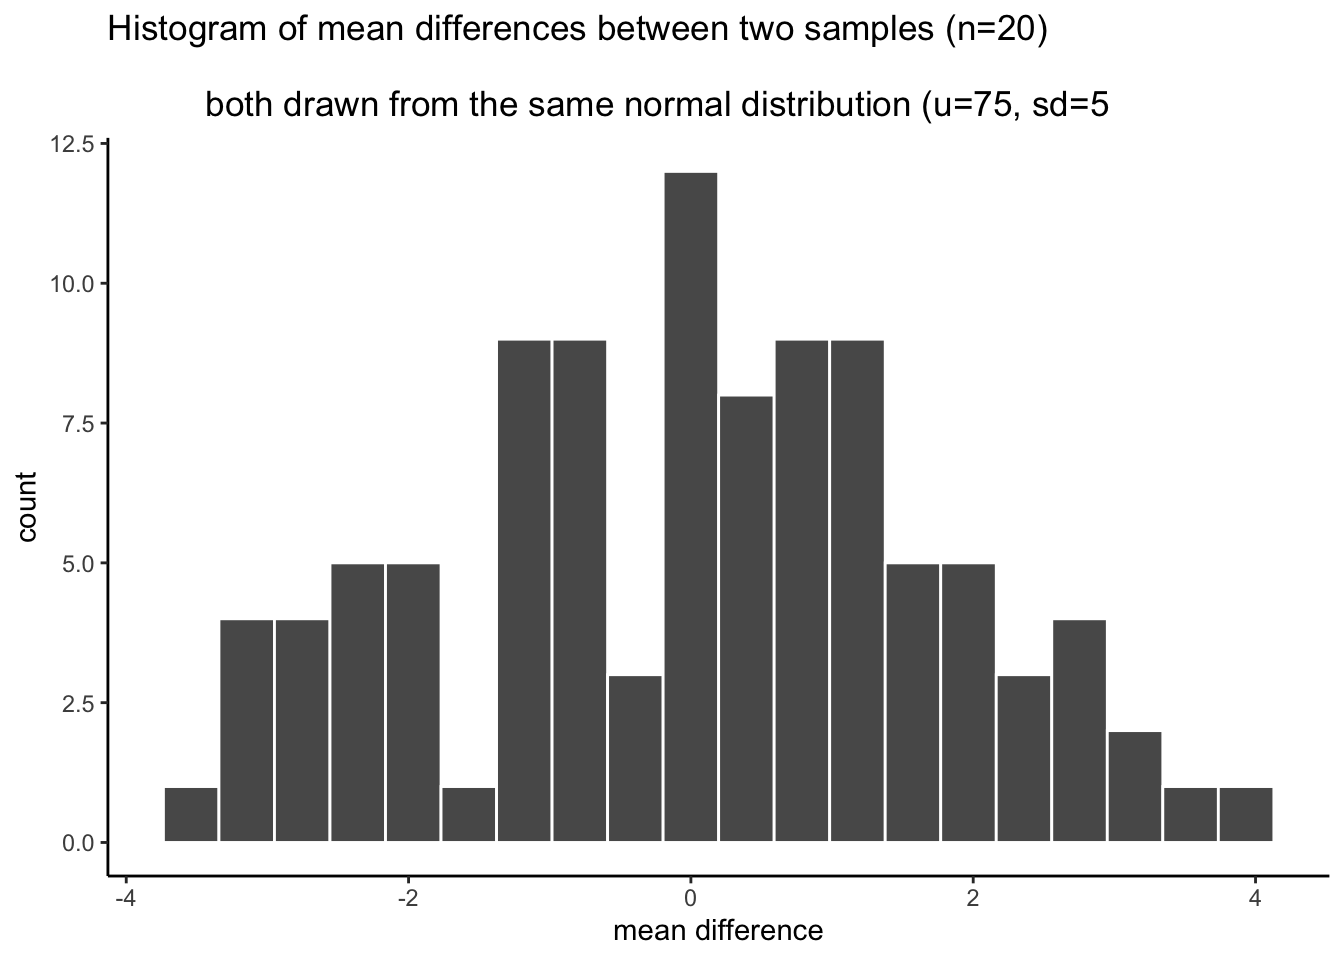 Histogram of mean differences between two samples (n=20)
both drawn from the same normal distribution (u=75, sd=5
12.5
10.0
7.5
5.0
2.5
0.0
count
-4
-2
0
2
4
mean difference